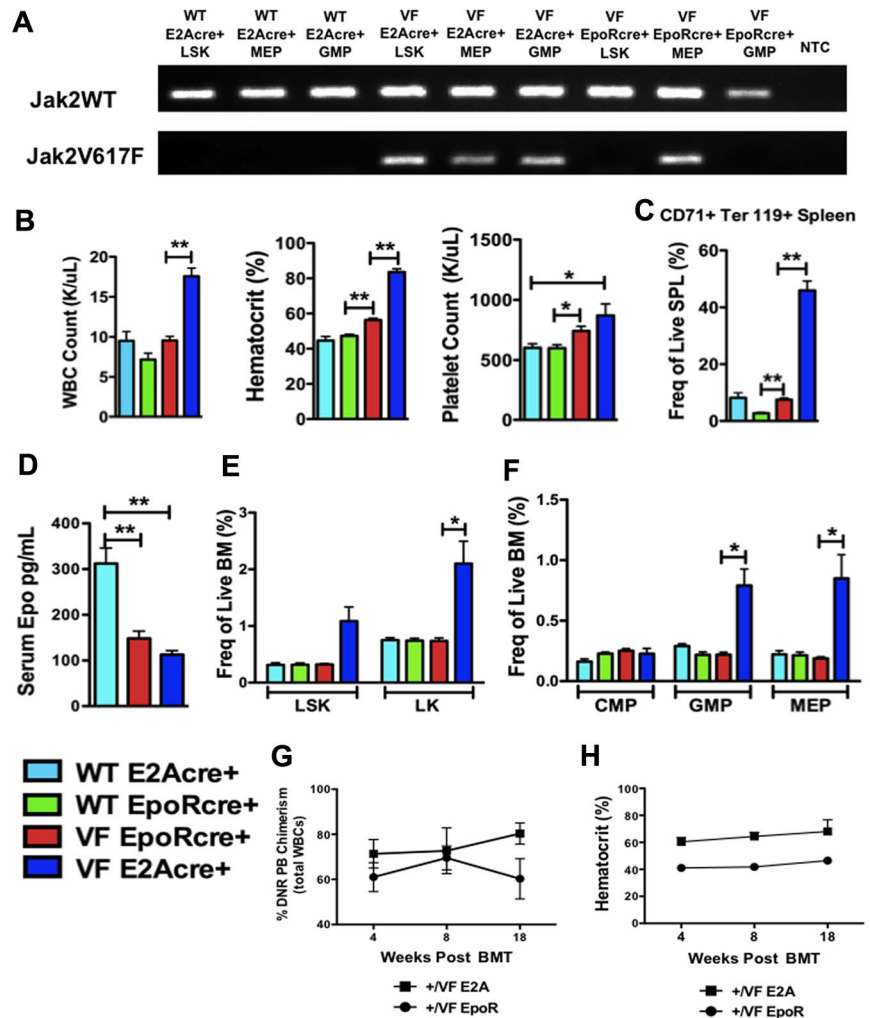 A
WT E2Acre+ LSK
WT E2Acre+ MEP
WT E2Acre+ GMP
VF E2Acre+ LSK
VF E2Acre+ MEP
VF E2Acre+ GMP
VF EpoRcre+ LSK
VF EpoRcre+ MEP
VF EpoRcre+ GMP
NTC
Jak2WT
Jak2V617F
B
WBC Count (K/uL)
20
15
10
5
0
**
Hematocrit (%)
100
80
60
40
20
0
**
**
Platelet Count (K/uL)
1500
1000
500
0
*
*
C
CD71+ Ter 119+ Spleen
Freq of Live SPL (%)
60
40
20
0
**
**
D
Serum Epo pg/mL
400
300
200
100
0
**
**
E
Freq of Live BM (%)
3
2
1
0
*
LSK
LK
F
Freq of Live BM (%)
1.5
1.0
0.5
0.0
*
*
CMP
GMP
MEP
WT E2Acre+
WT EpoRcre+
VF EpoRcre+
VF E2Acre+
G
% DNR PB Chimerism
(total WBCs)
100
80
60
40
4
8
18
Weeks Post BMT
+/VF E2A
+/VF EpoR
H
Hematocrit (%)
100
80
60
40
20
0
4
8
18
Weeks Post BMT
+/VF E2A
+/VF EpoR